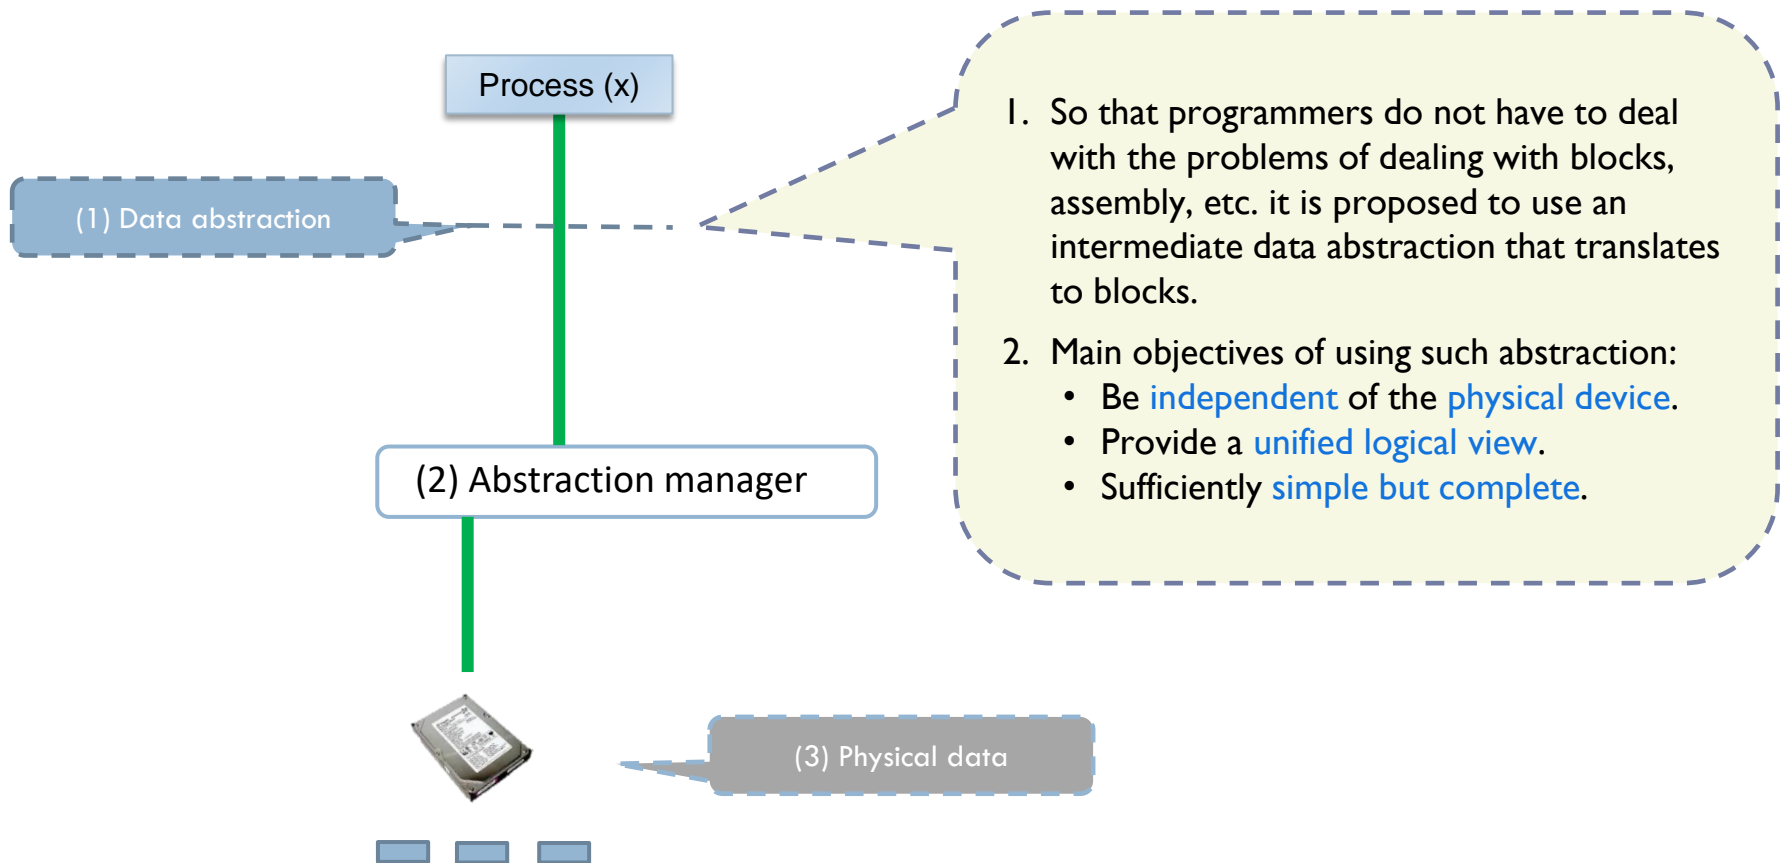 Process (x)
(1) Data abstraction
1. So that programmers do not have to deal
with the problems of dealing with blocks,
assembly, etc. it is proposed to use an
intermediate data abstraction that translates
to blocks.
2. Main objectives of using such abstraction:
• Be independent of the physical device.
• Provide a unified logical view.
• Sufficiently simple but complete.
(2) Abstraction manager
(3) Physical data